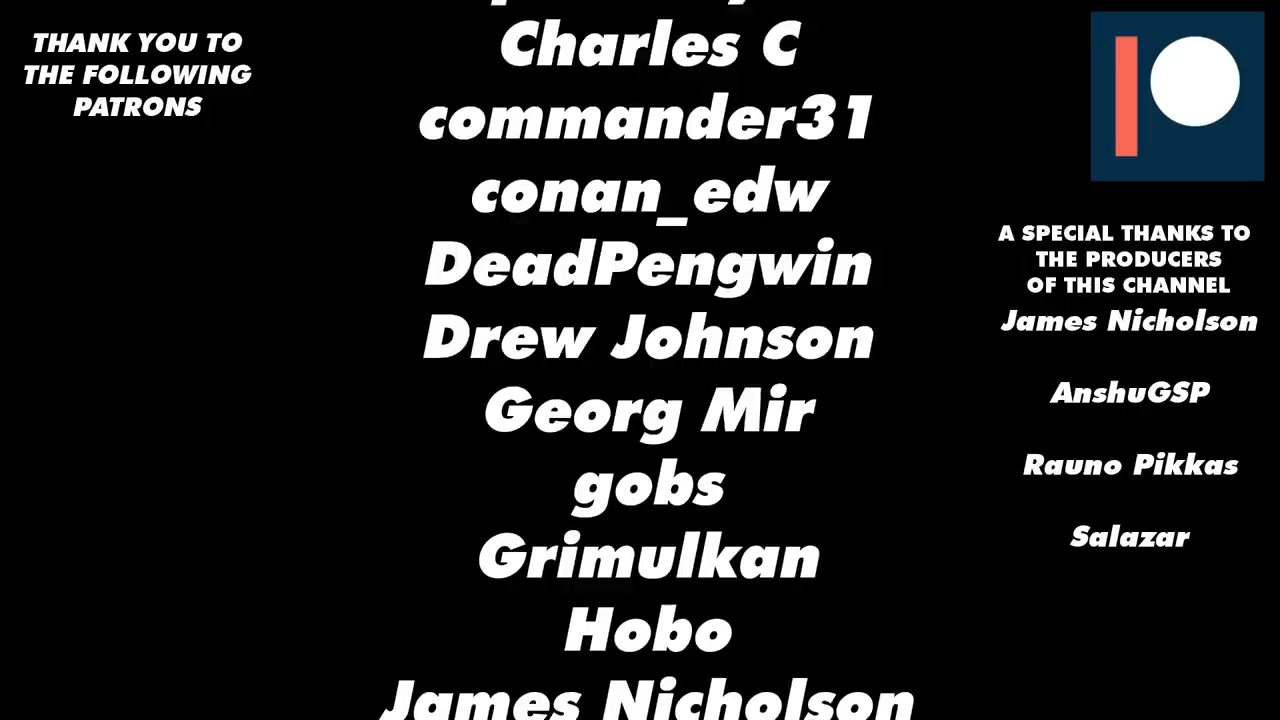 THANK YOU TO
THE FOLLOWING
PATRONS
Charles C
commander31
conan_edw
DeadPengwin
Drew Johnson
Georg Mir
gobs
Grimulkan
Hobo
James Nicholson
A SPECIAL THANKS TO
THE PRODUCERS
OF THIS CHANNEL
James Nicholson
AnshuGSP
Rauno Pikkas
Salazar